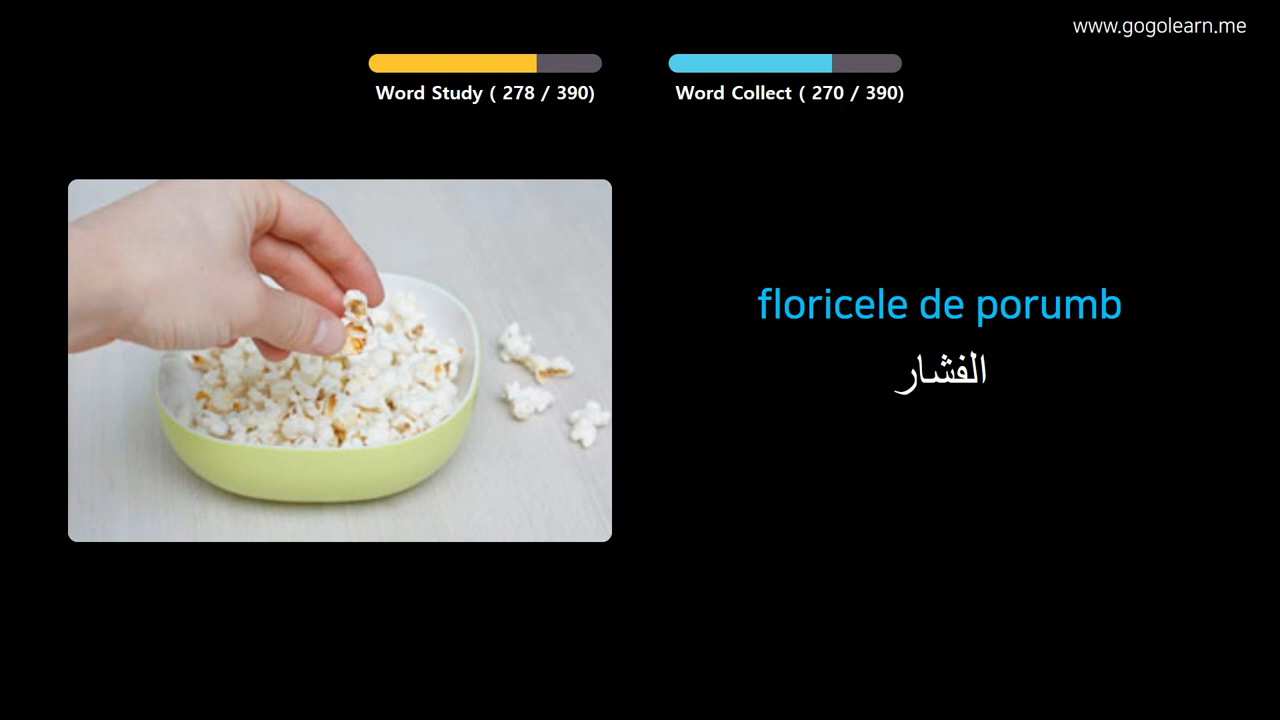 www.gogolearn.me
Word Study ( 278 / 390)
Word Collect ( 270 / 390)
floricele de porumb
الفشار